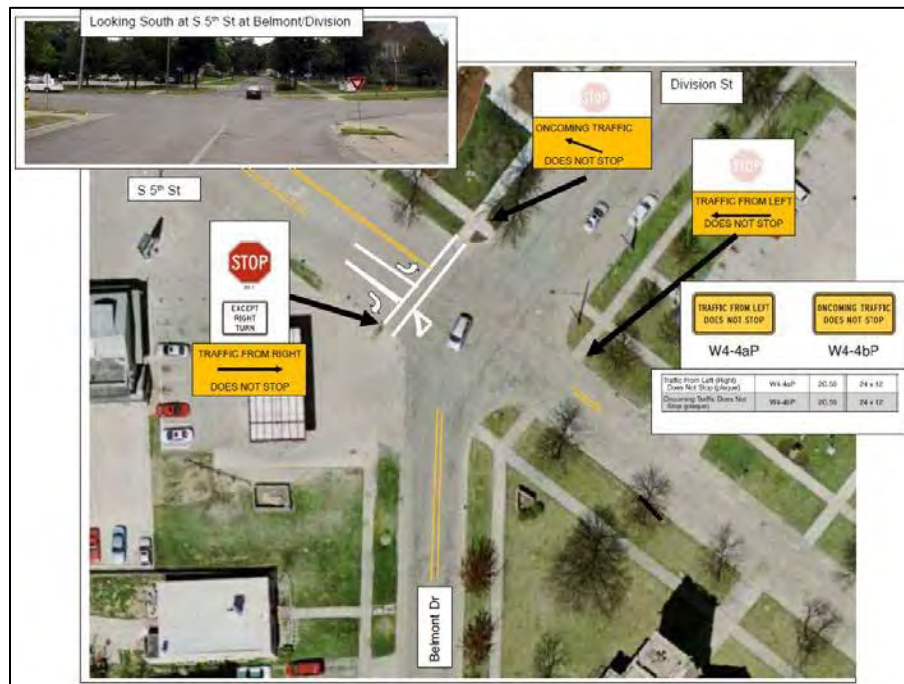 Looking South at S 5th St at Belmont/Division
Division St
STOP
ONCOMING TRAFFIC
DOES NOT STOP
STOP
TRAFFIC FROM LEFT
DOES NOT STOP
S 5th St
STOP
EXCEPT
RIGHT
TURN
TRAFFIC FROM RIGHT
DOES NOT STOP
TRAFFIC FROM LEFT
DOES NOT STOP
ONCOMING TRAFFIC
DOES NOT STOP
W4-4aP
W4-4bP
Traffic From Left (Right) W4-4aP 2C.59 24 x 12
Does Not Stop (plaque)
Oncoming Traffic Does Not W4-4bP 2C.59 24 x 12
Stop (plaque)
Belmont Dr